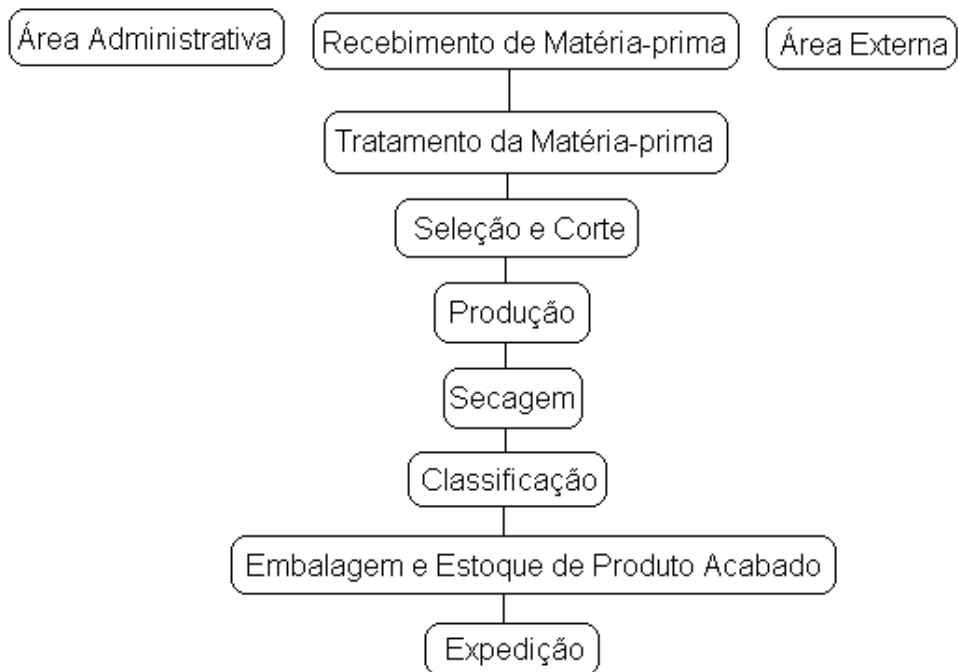 Área Administrativa
Recebimento de Matéria-prima
Área Externa
Tratamento da Matéria-prima
Seleção e Corte
Produção
Secagem
Classificação
Embalagem e Estoque de Produto Acabado
Expedição